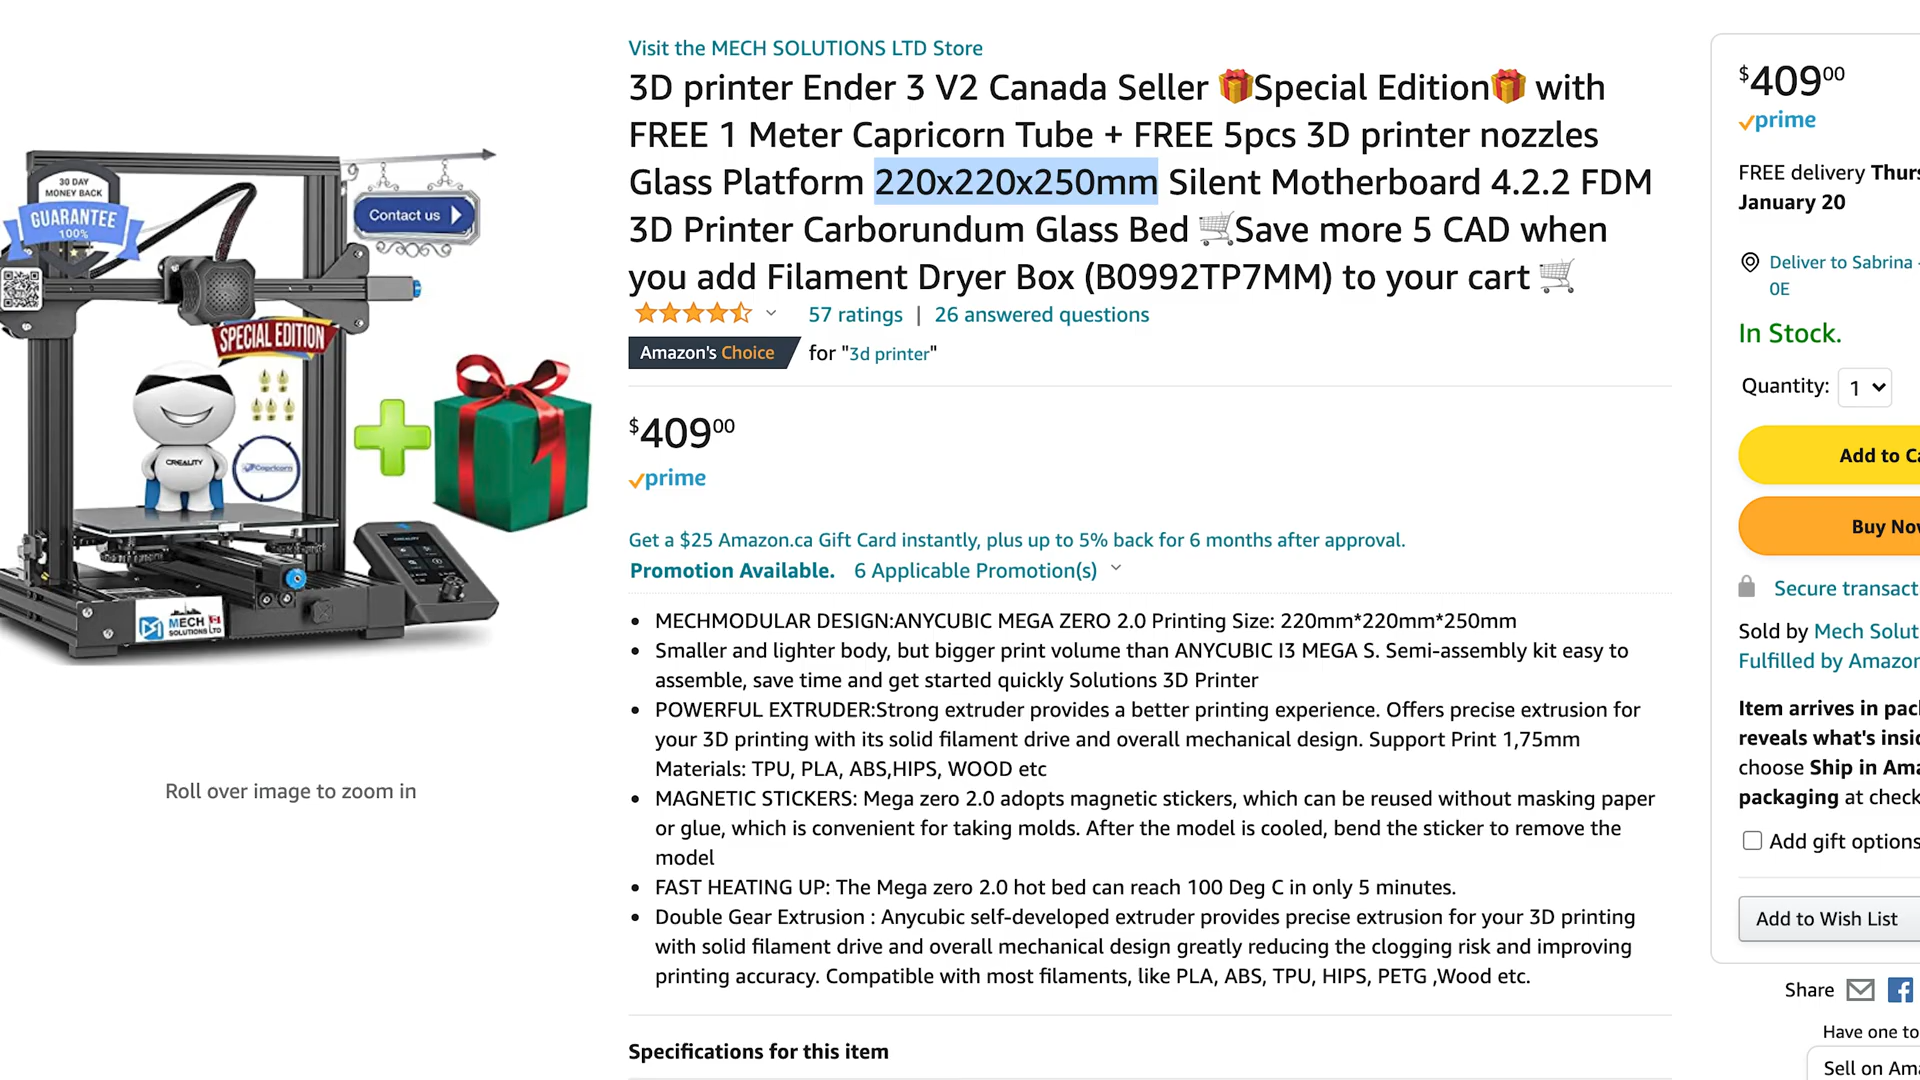 Visit the MECH SOLUTIONS LTD Store
3D printer Ender 3 V2 Canada Seller 🎁Special Edition🎁 with
FREE 1 Meter Capricorn Tube + FREE 5pcs 3D printer nozzles
Glass Platform 220x220x250mm Silent Motherboard 4.2.2 FDM
3D Printer Carborundum Glass Bed 🛒Save more 5 CAD when
you add Filament Dryer Box (B0992TP7MM) to your cart 🛒
57 ratings | 26 answered questions
Amazon's Choice for "3d printer"
$409⁰⁰
prime
Get a $25 Amazon.ca Gift Card instantly, plus up to 5% back for 6 months after approval.
Promotion Available. 6 Applicable Promotion(s)
• MECHMODULAR DESIGN:ANYCUBIC MEGA ZERO 2.0 Printing Size: 220mm*220mm*250mm
• Smaller and lighter body, but bigger print volume than ANYCUBIC I3 MEGA S. Semi-assembly kit easy to
assemble, save time and get started quickly Solutions 3D Printer
• POWERFUL EXTRUDER:Strong extruder provides a better printing experience. Offers precise extrusion for
your 3D printing with its solid filament drive and overall mechanical design. Support Print 1,75mm
Materials: TPU, PLA, ABS,HIPS, WOOD etc
• MAGNETIC STICKERS: Mega zero 2.0 adopts magnetic stickers, which can be reused without masking paper
or glue, which is convenient for taking molds. After the model is cooled, bend the sticker to remove the
model
• FAST HEATING UP: The Mega zero 2.0 hot bed can reach 100 Deg C in only 5 minutes.
• Double Gear Extrusion : Anycubic self-developed extruder provides precise extrusion for your 3D printing
with solid filament drive and overall mechanical design greatly reducing the clogging risk and improving
printing accuracy. Compatible with most filaments, like PLA, ABS, TPU, HIPS, PETG ,Wood etc.
Specifications for this item
30 DAY
MONEY BACK
GUARANTEE
100%
Contact us
SPECIAL EDITION
CREALITY
Capricorn
CREALITY
MECH
SOLUTIONS LTD
Roll over image to zoom in
$409⁰⁰
prime
FREE delivery Thurs
January 20
Deliver to Sabrina -
0E
In Stock.
Quantity: 1
Add to Ca
Buy Nov
Secure transact
Sold by Mech Solut
Fulfilled by Amazon
Item arrives in pac
reveals what's insid
choose Ship in Ama
packaging at check
Add gift options
Add to Wish List
Share
Have one to
Sell on Ama